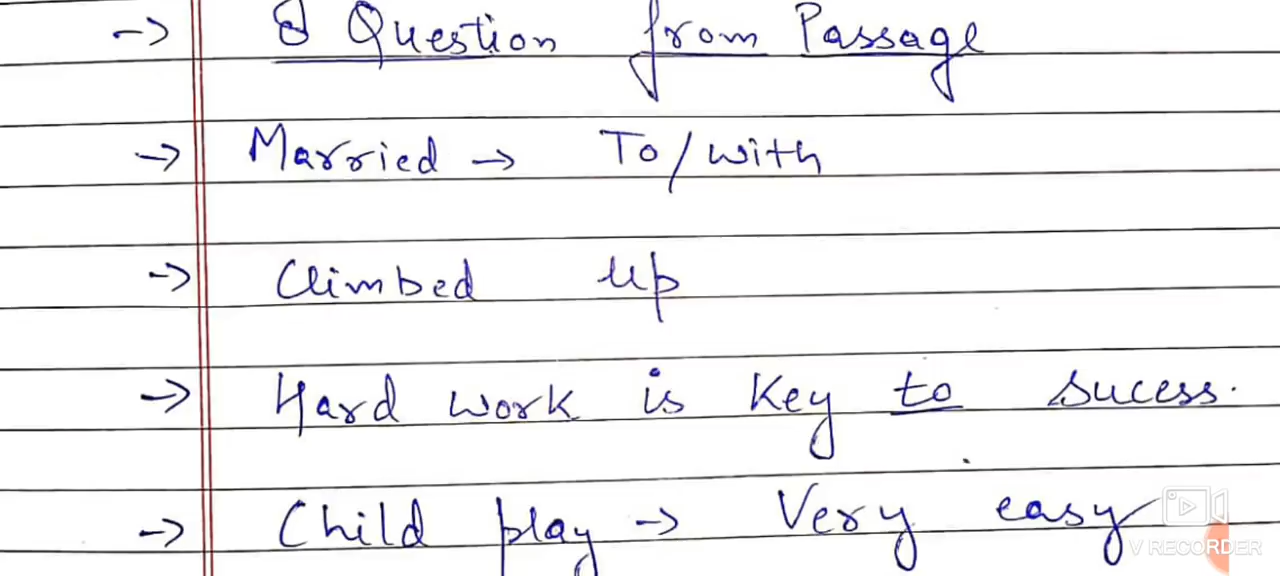 → 8 Question from Passage
→ Married → To/with
→ Climbed up
→ Hard work is Key to sucess.
→ Child play → Very easy
V RECORDER